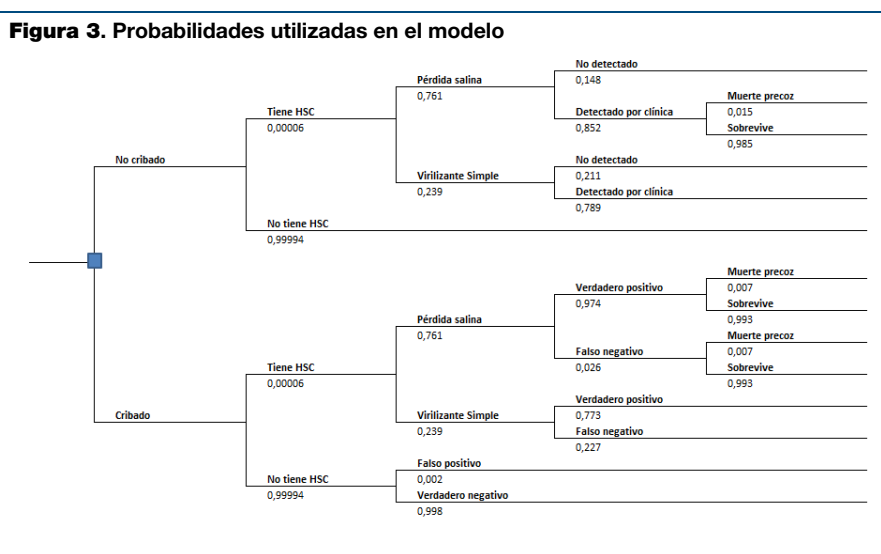 Figura 3. Probabilidades utilizadas en el modelo
No detectado
Pérdida salina
0,148
0,761
Muerte precoz
Tiene HSC
Detectado por clínica
0,015
0,00006
0,852
Sobrevive
0,985
No cribado
No detectado
Virilizante Simple
0,211
0,239
Detectado por clínica
0,789
No tiene HSC
0,99994
Muerte precoz
Verdadero positivo
0,007
0,974
Sobrevive
Pérdida salina
0,993
0,761
Muerte precoz
Falso negativo
0,007
Tiene HSC
0,026
Sobrevive
0,00006
0,993
Verdadero positivo
Cribado
Virilizante Simple
0,773
0,239
Falso negativo
0,227
Falso positivo
No tiene HSC
0,002
0,99994
Verdadero negativo
0,998